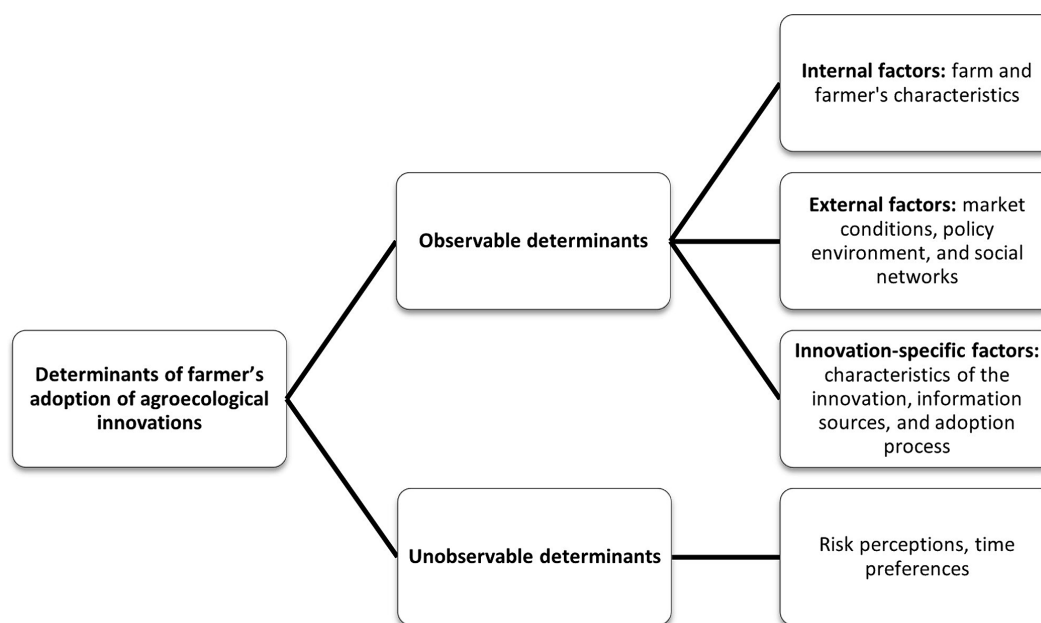 Internal factors: farm and
farmer's characteristics
External factors: market
conditions, policy
environment, and social
networks
Observable determinants
Innovation-specific factors:
characteristics of the
innovation, information
sources, and adoption
process
Determinants of farmer’s
adoption of agroecological
innovations
Unobservable determinants
Risk perceptions, time
preferences